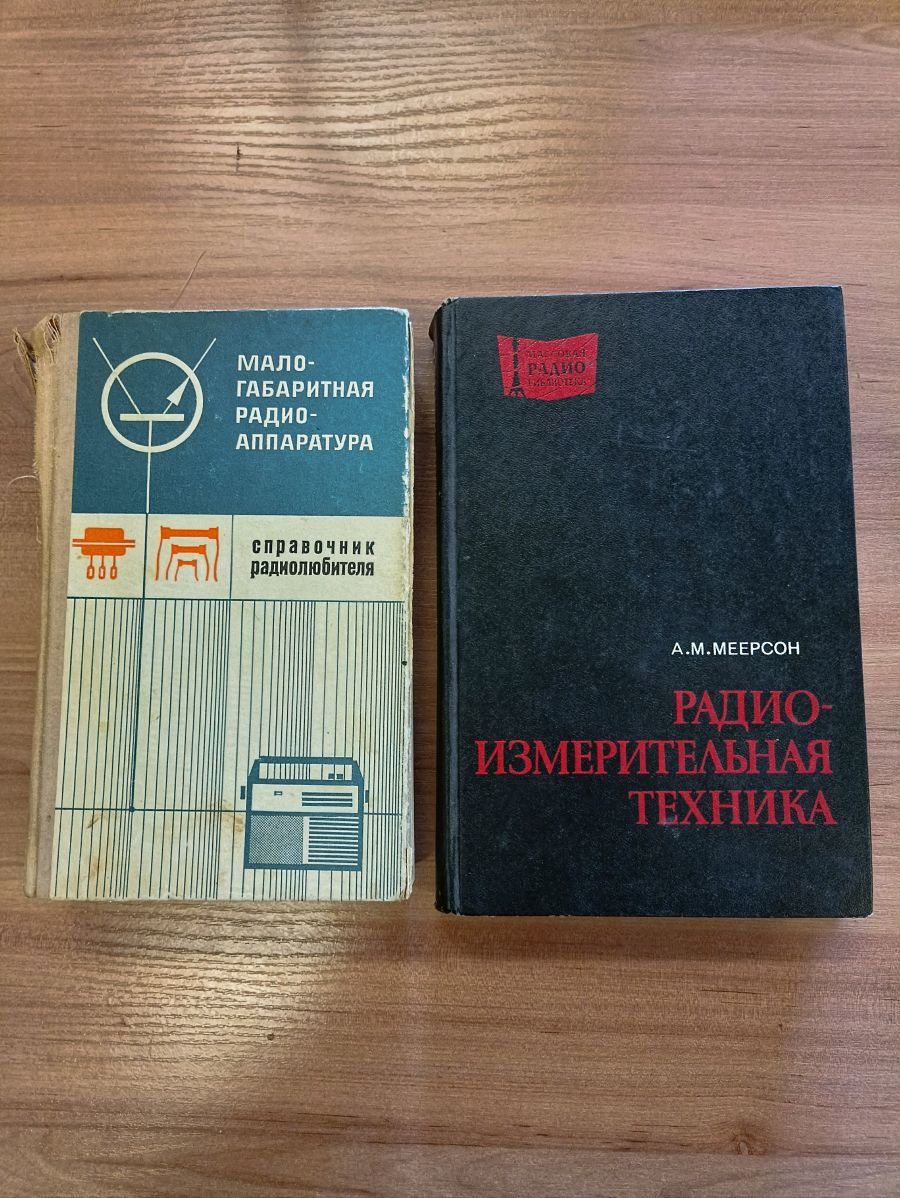 МАЛО-
ГАБАРИТНАЯ
РАДИО-
АППАРАТУРА
справочник
радиолюбителя
МАССОВАЯ
РАДИО
БИБЛИОТЕКА
А.М.МЕЕРСОН
РАДИО-
ИЗМЕРИТЕЛЬНАЯ
ТЕХНИКА